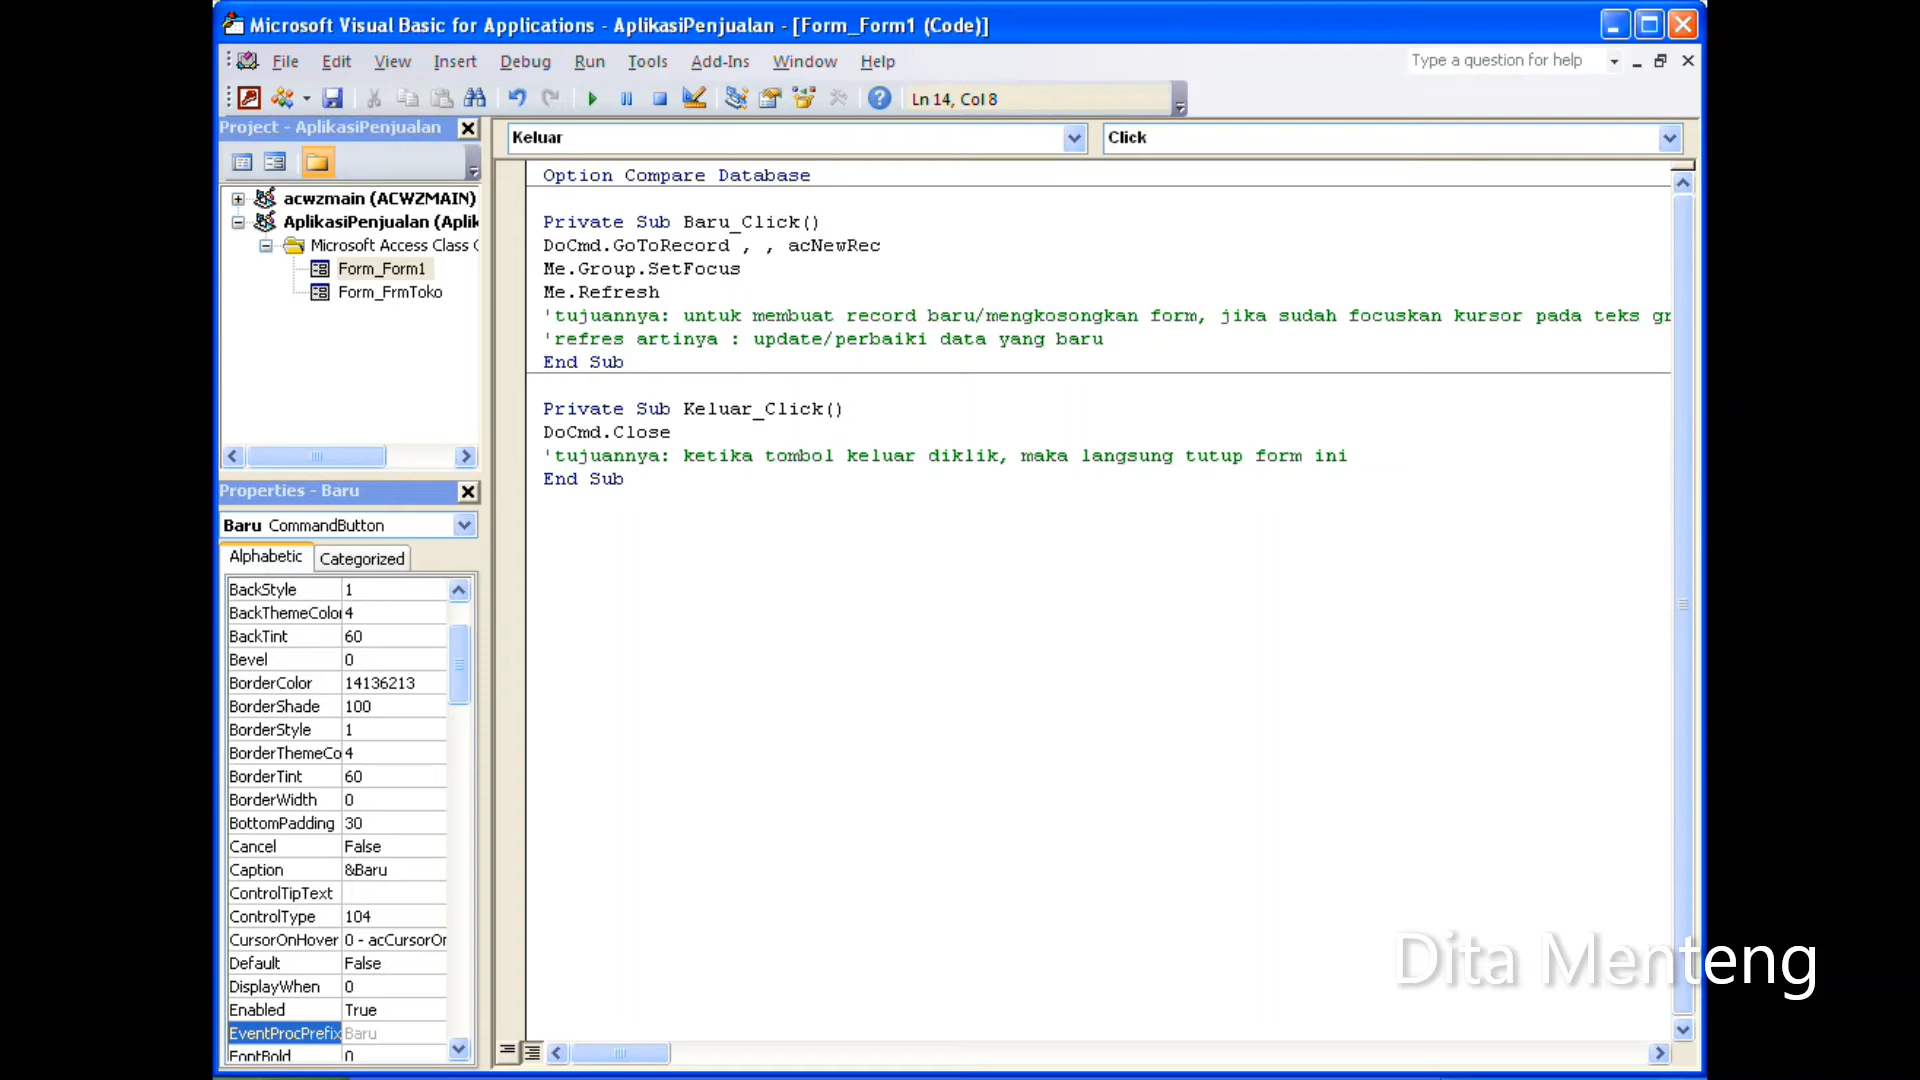 Microsoft Visual Basic for Applications - AplikasiPenjualan - [Form_Form1 (Code)]
File Edit View Insert Debug Run Tools Add-Ins Window Help
Type a question for help
Ln 14, Col 8
Project - AplikasiPenjualan
acwzmain (ACWZMAIN)
AplikasiPenjualan (Aplik
Microsoft Access Class
Form_Form1
Form_FrmToko
Properties - Baru
Baru CommandButton
Alphabetic Categorized
BackStyle 1
BackThemeColor 4
BackTint 60
Bevel 0
BorderColor 14136213
BorderShade 100
BorderStyle 1
BorderThemeCo 4
BorderTint 60
BorderWidth 0
BottomPadding 30
Cancel False
Caption &Baru
ControlTipText
ControlType 104
CursorOnHover 0 - acCursorOn
Default False
DisplayWhen 0
Enabled True
EventProcPrefix Baru
FontBold 0
Keluar Click
Option Compare Database
Private Sub Baru_Click()
DoCmd.GoToRecord , , acNewRec
Me.Group.SetFocus
Me.Refresh
'tujuannya: untuk membuat record baru/mengkosongkan form, jika sudah focuskan kursor pada teks gr
'refres artinya : update/perbaiki data yang baru
End Sub
Private Sub Keluar_Click()
DoCmd.Close
'tujuannya: ketika tombol keluar diklik, maka langsung tutup form ini
End Sub
Dita Menteng